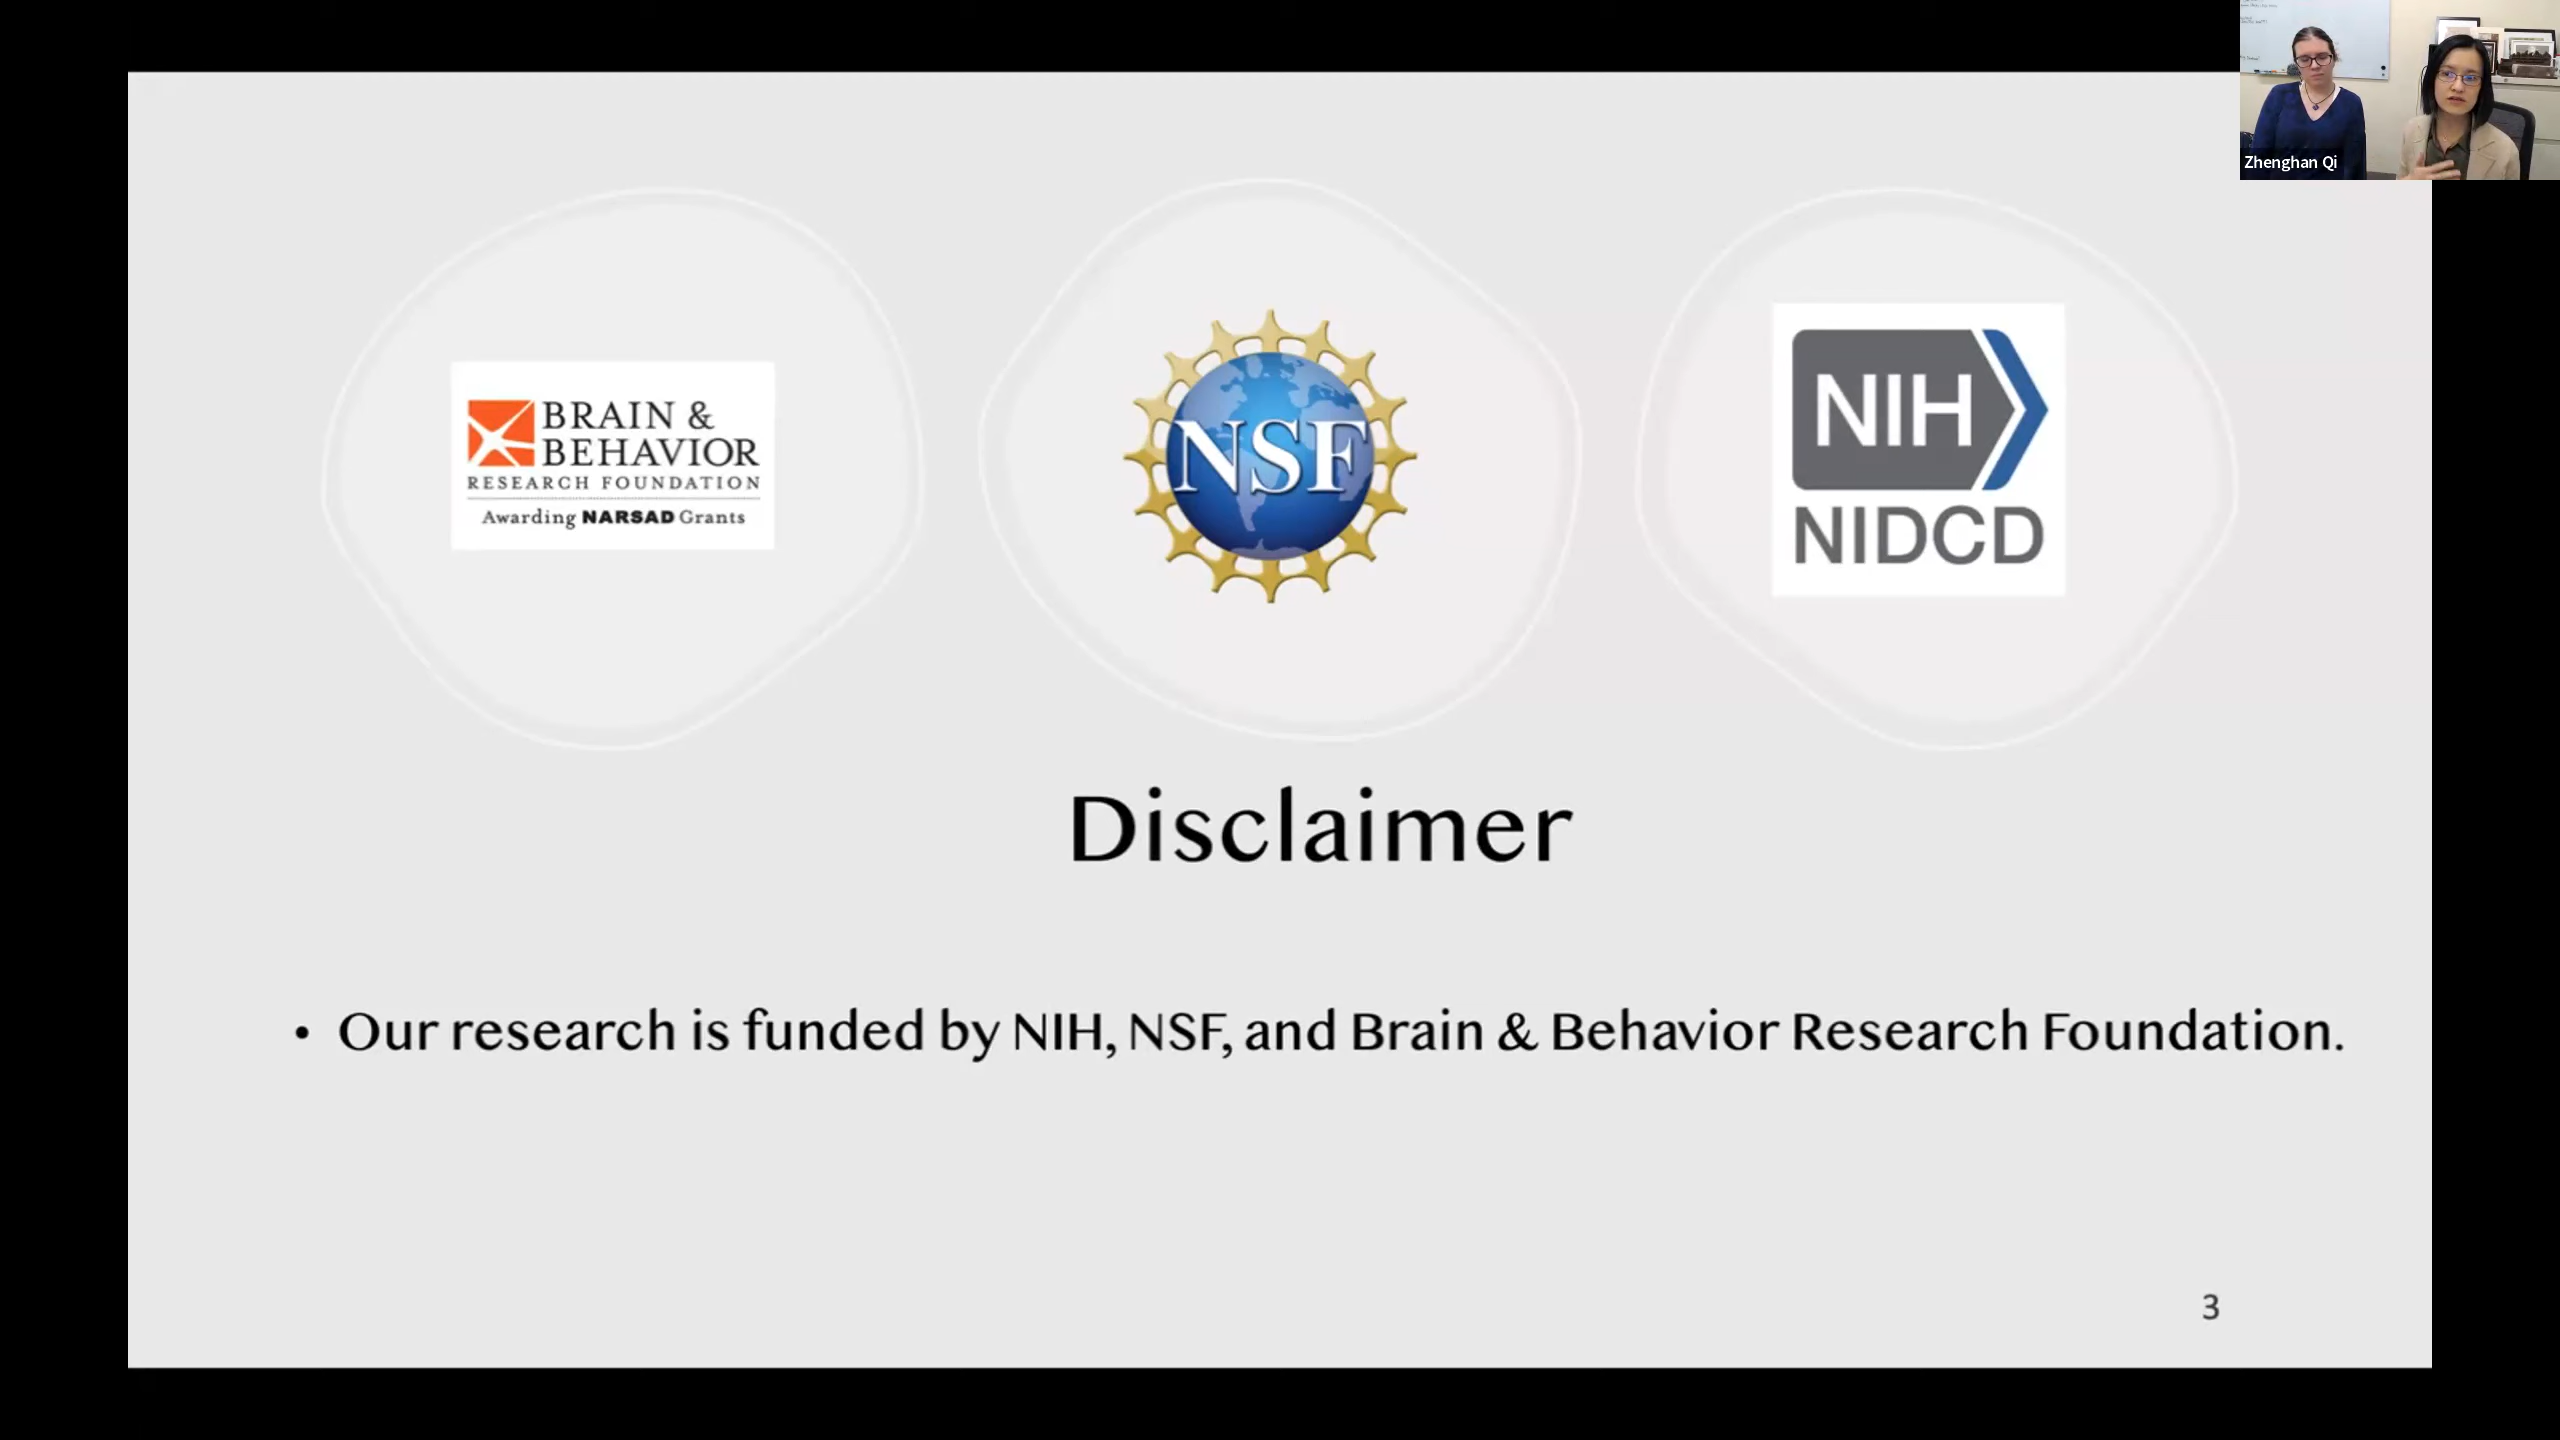 Zhenghan Qi
BRAIN &
BEHAVIOR
RESEARCH FOUNDATION
Awarding NARSAD Grants
NSF
NIH
NIDCD
Disclaimer
• Our research is funded by NIH, NSF, and Brain & Behavior Research Foundation.
3